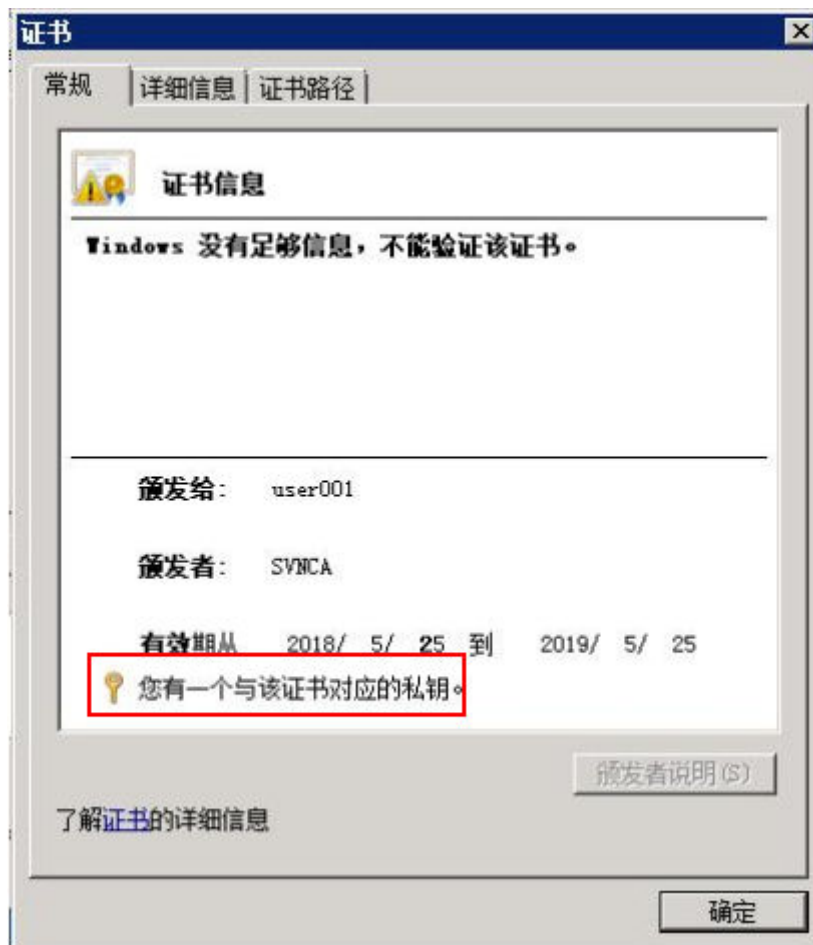 证书
常规 详细信息 证书路径
证书信息
Windows 没有足够信息，不能验证该证书。
颁发给： user001
颁发者： SVNCA
有效期从 2018/ 5/ 25 到 2019/ 5/ 25
您有一个与该证书对应的私钥。
颁发者说明(S)
了解证书的详细信息
确定